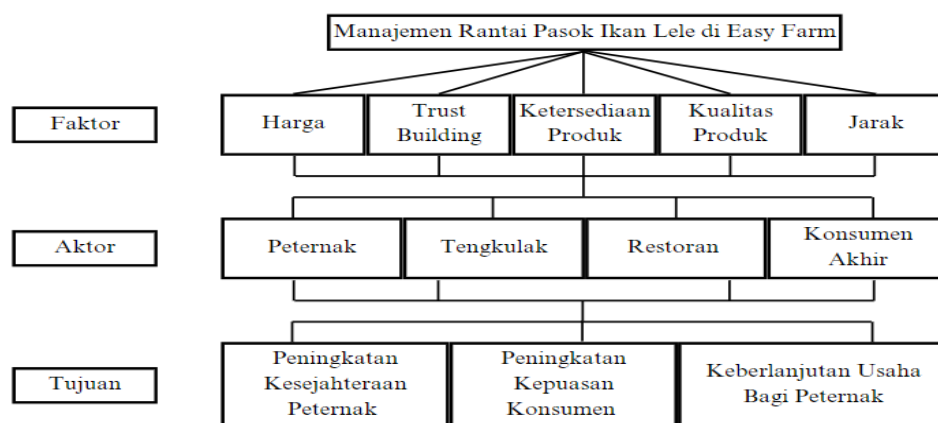 Manajemen Rantai Pasok Ikan Lele di Easy Farm
Faktor
Harga
Trust
Building
Ketersediaan
Produk
Kualitas
Produk
Jarak
Aktor
Peternak
Tengkulak
Restoran
Konsumen
Akhir
Tujuan
Peningkatan
Kesejahteraan
Peternak
Peningkatan
Kepuasan
Konsumen
Keberlanjutan Usaha
Bagi Peternak